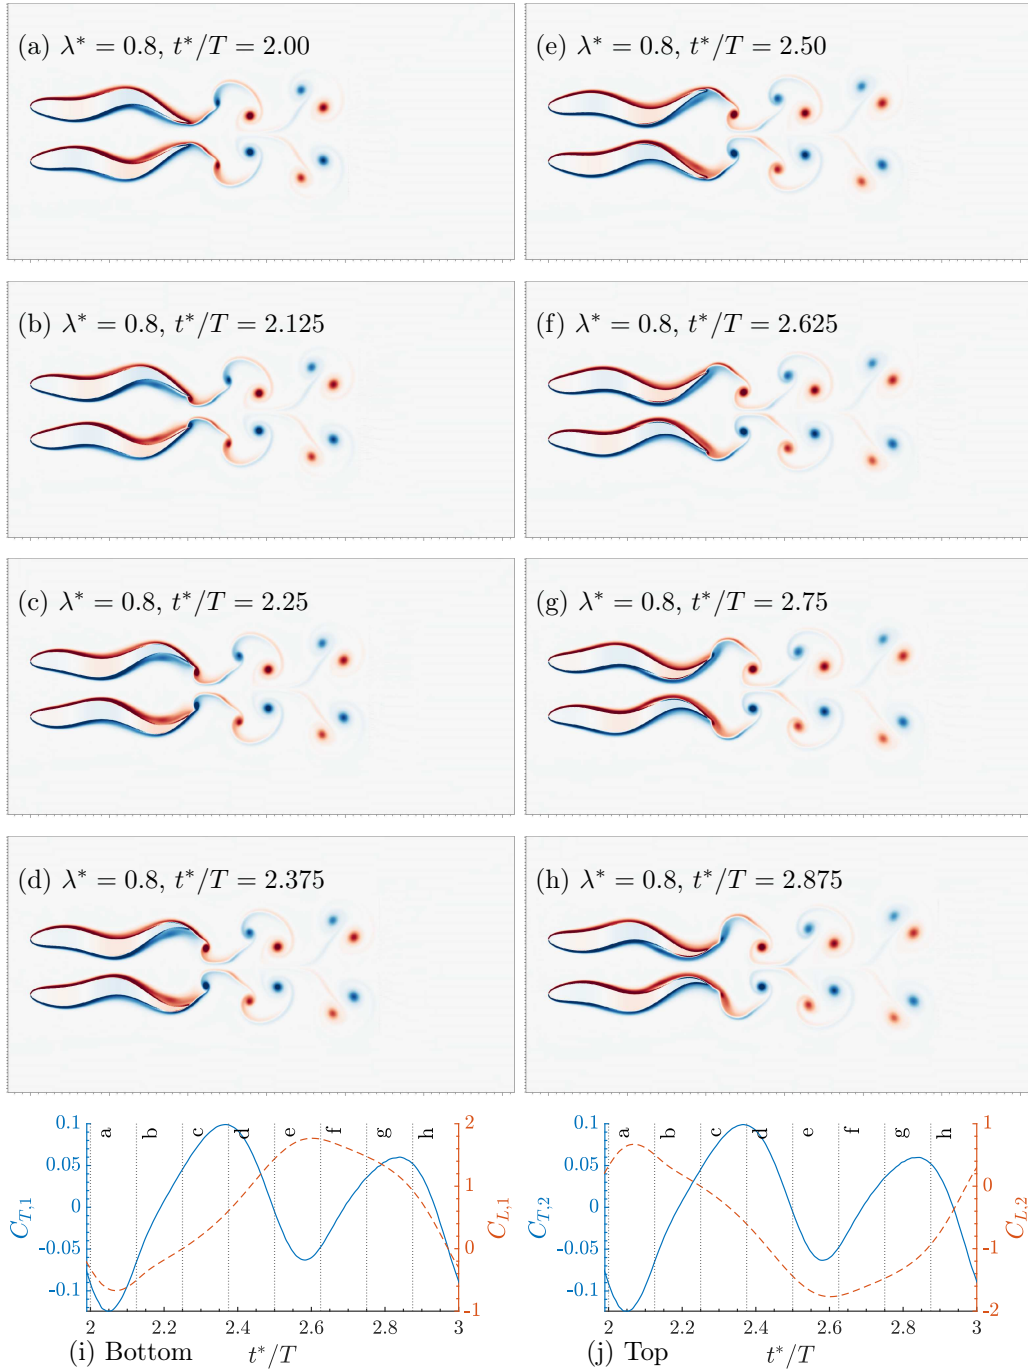 (a) λ* = 0.8, t*/T = 2.00
(e) λ* = 0.8, t*/T = 2.50
(b) λ* = 0.8, t*/T = 2.125
(f) λ* = 0.8, t*/T = 2.625
(c) λ* = 0.8, t*/T = 2.25
(g) λ* = 0.8, t*/T = 2.75
(d) λ* = 0.8, t*/T = 2.375
(h) λ* = 0.8, t*/T = 2.875
0.1
0.05
0
-0.05
-0.1
C_{T,1}
a b c d e f g h
2
1
0
-1
C_{L,1}
2 2.2 2.4 2.6 2.8 3
(i) Bottom t*/T
0.1
0.05
0
-0.05
-0.1
C_{T,2}
a b c d e f g h
1
0
-1
-2
C_{L,2}
2 2.2 2.4 2.6 2.8 3
(j) Top t*/T